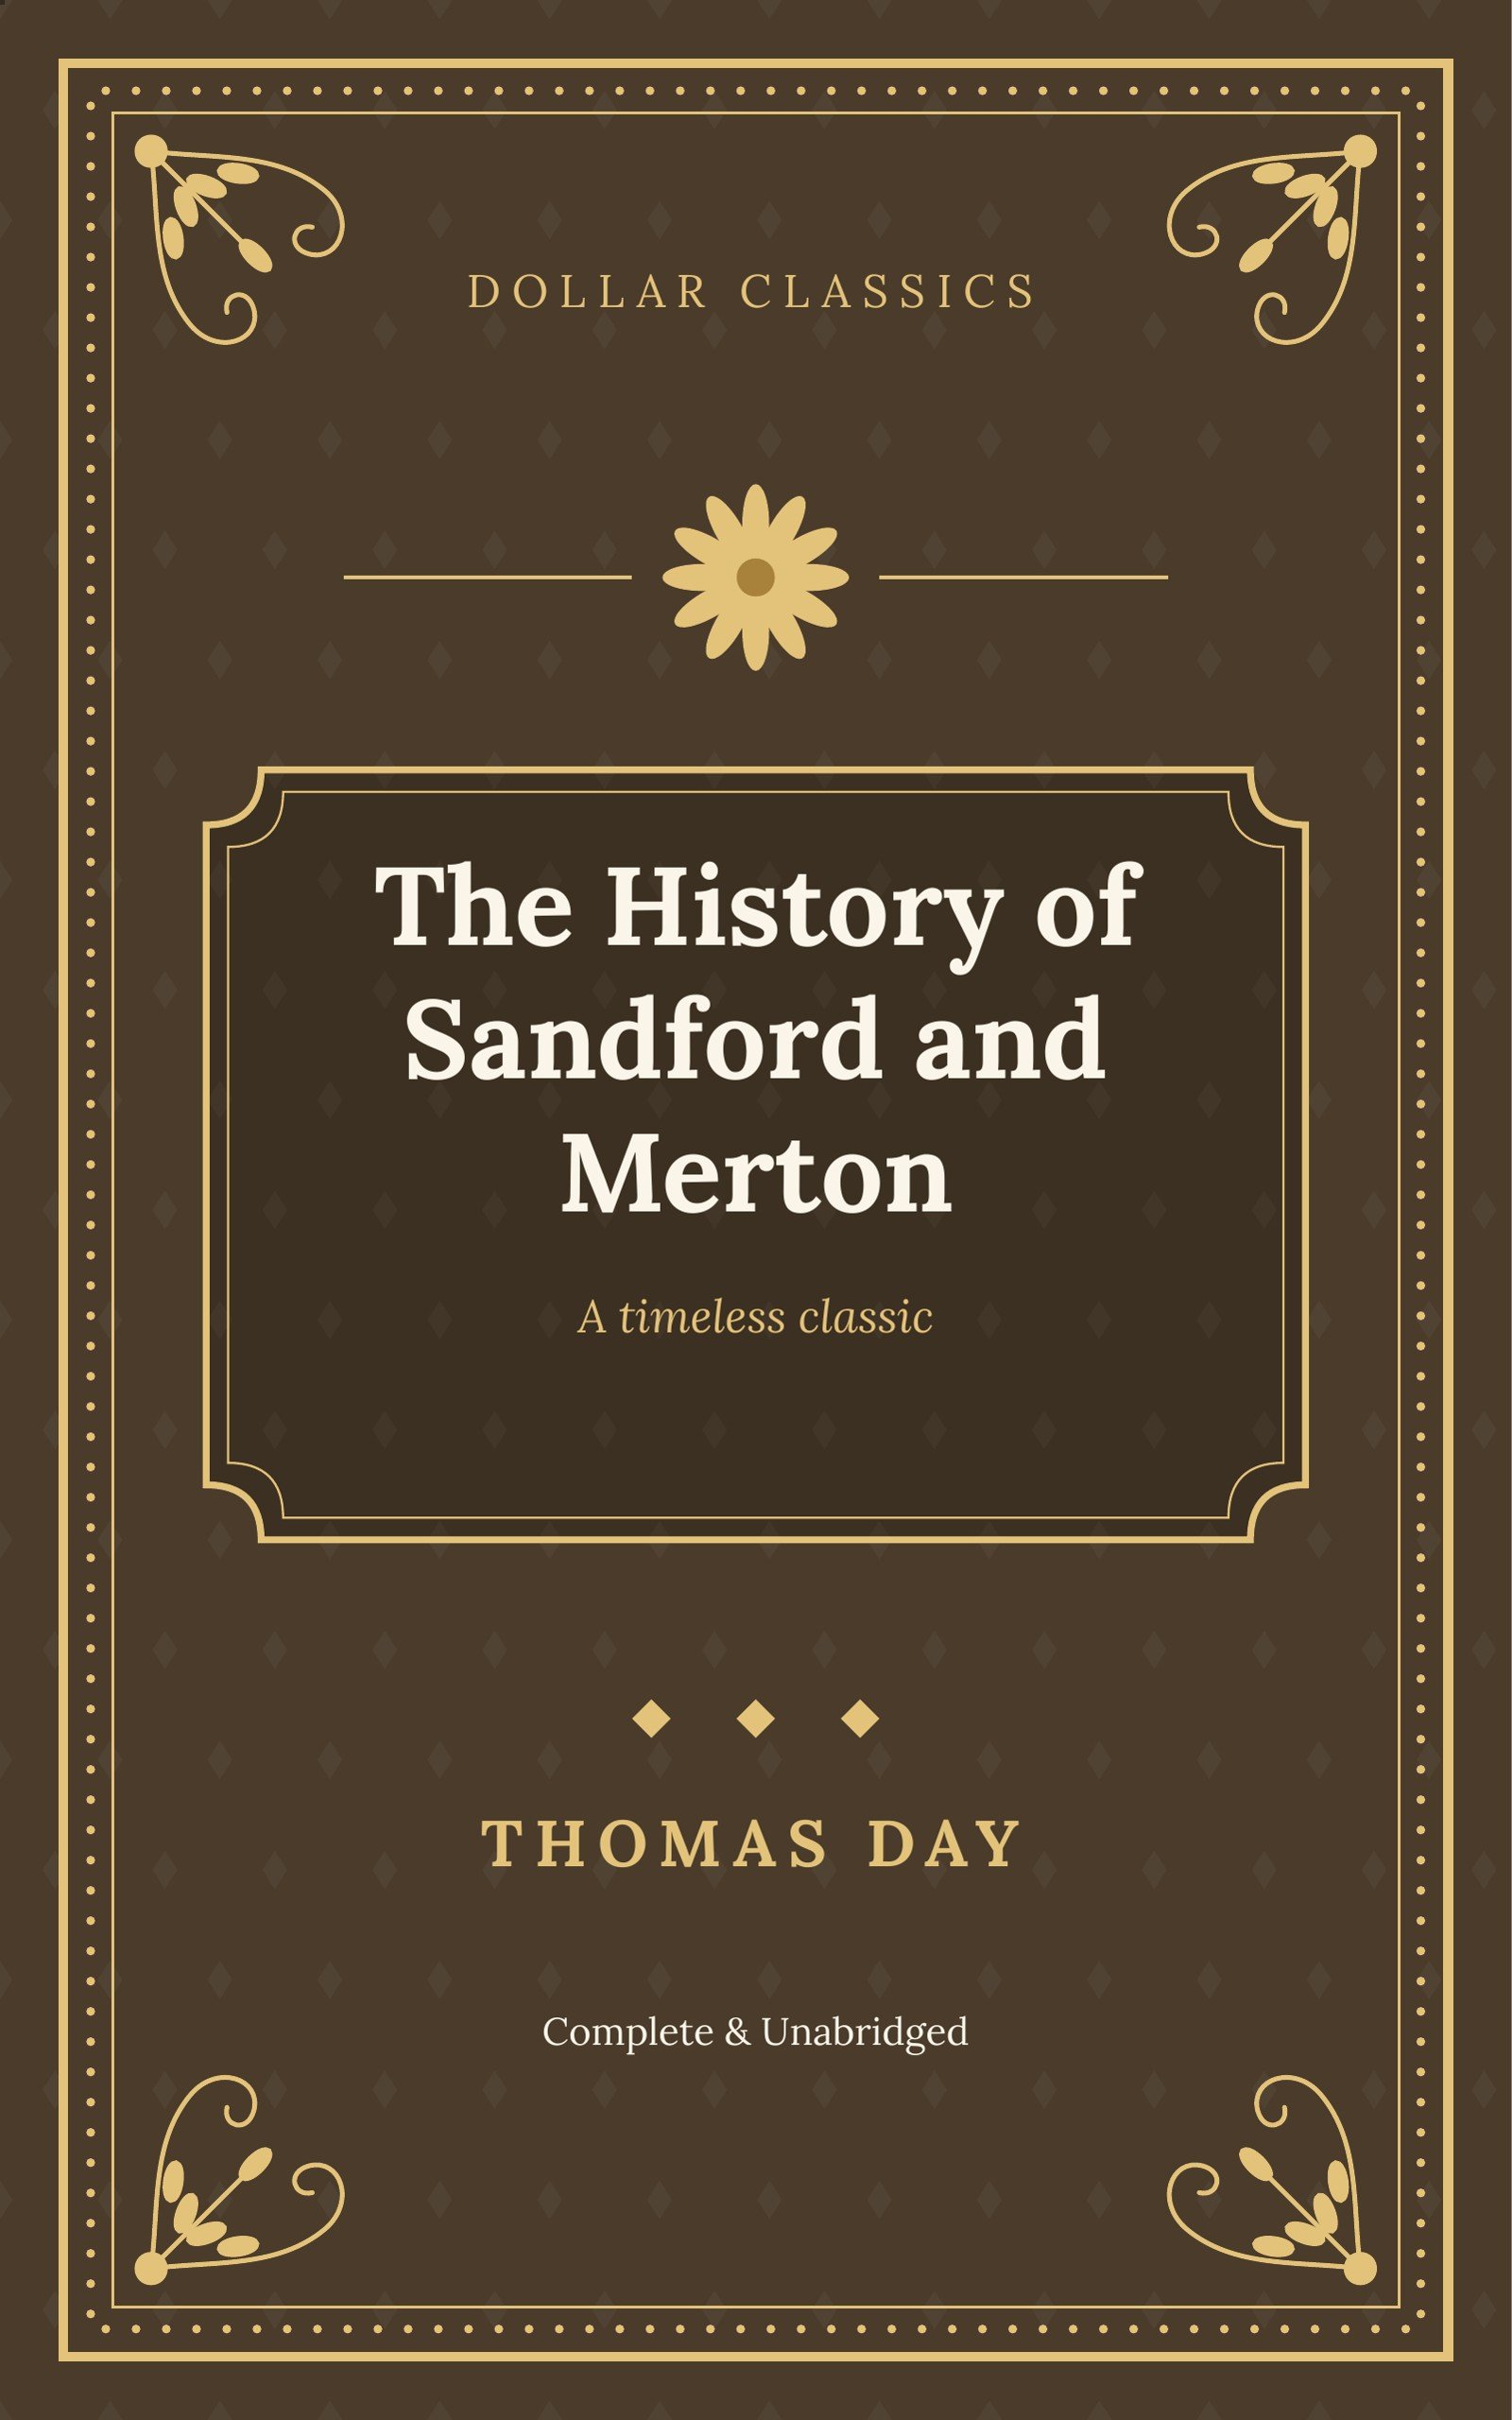 DOLLAR CLASSICS
The History of
Sandford and
Merton
A timeless classic
THOMAS DAY
Complete & Unabridged